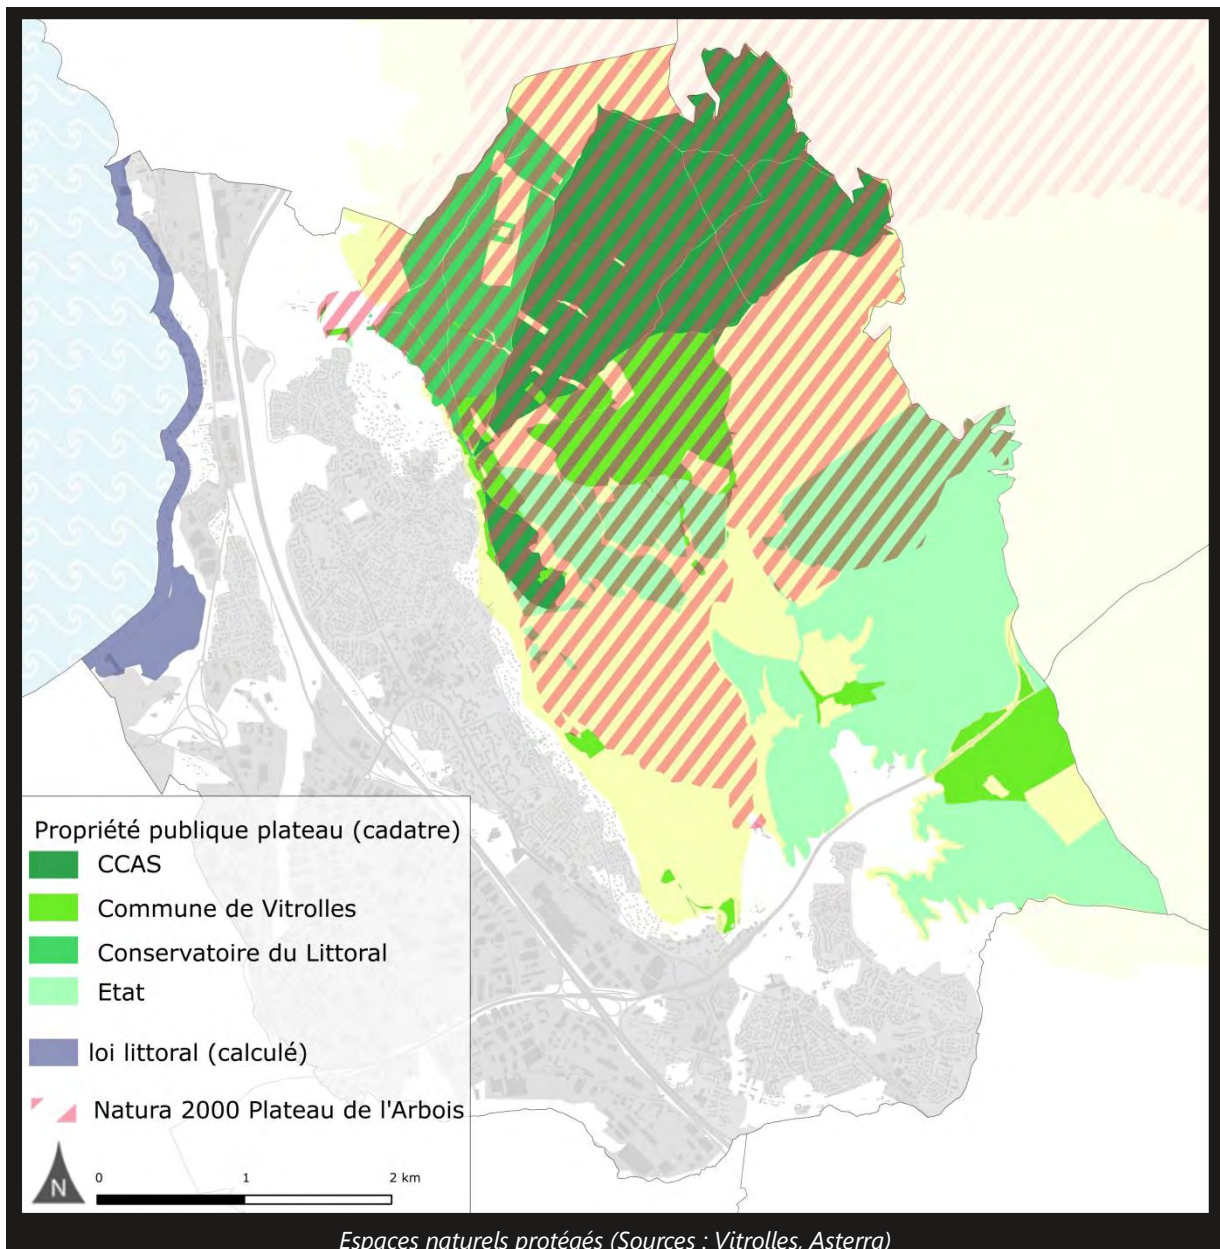 Propriété publique plateau (cadatre)
CCAS
Commune de Vitrolles
Conservatoire du Littoral
Etat
loi littoral (calculé)
Natura 2000 Plateau de l'Arbois
N
0 1 2 km
Espaces naturels protégés (Sources : Vitrolles, Asterra)